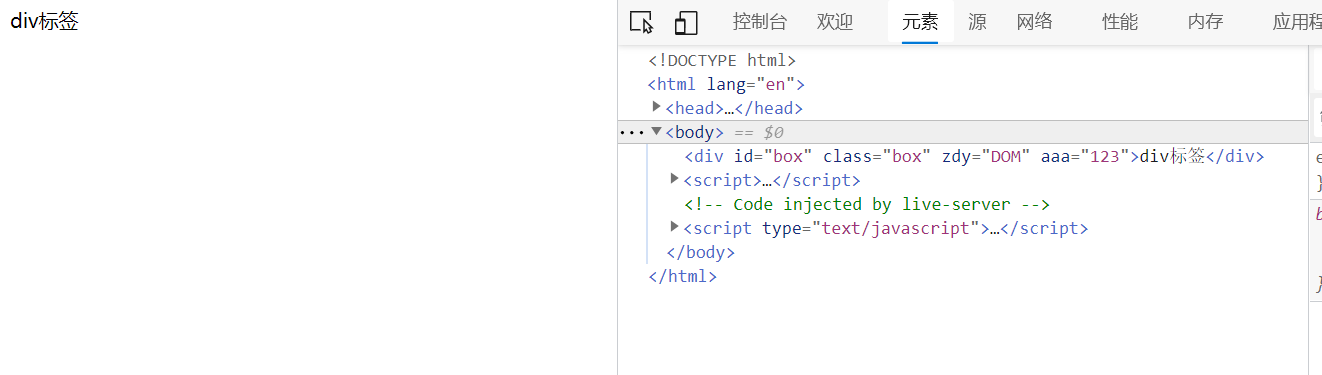 div标签
控制台 欢迎 元素 源 网络 性能 内存 应用程
<!DOCTYPE html>
<html lang="en">
<head>…</head>
<body> == $0
<div id="box" class="box" zdy="DOM" aaa="123">div标签</div>
<script>…</script>
<!-- Code injected by live-server -->
<script type="text/javascript">…</script>
</body>
</html>